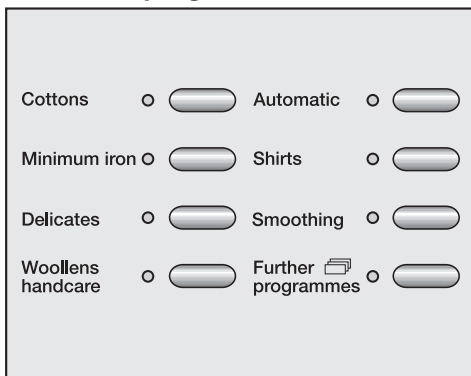 Cottons
Automatic
Minimum iron
Shirts
Delicates
Smoothing
Woollens
handcare
Further
programmes